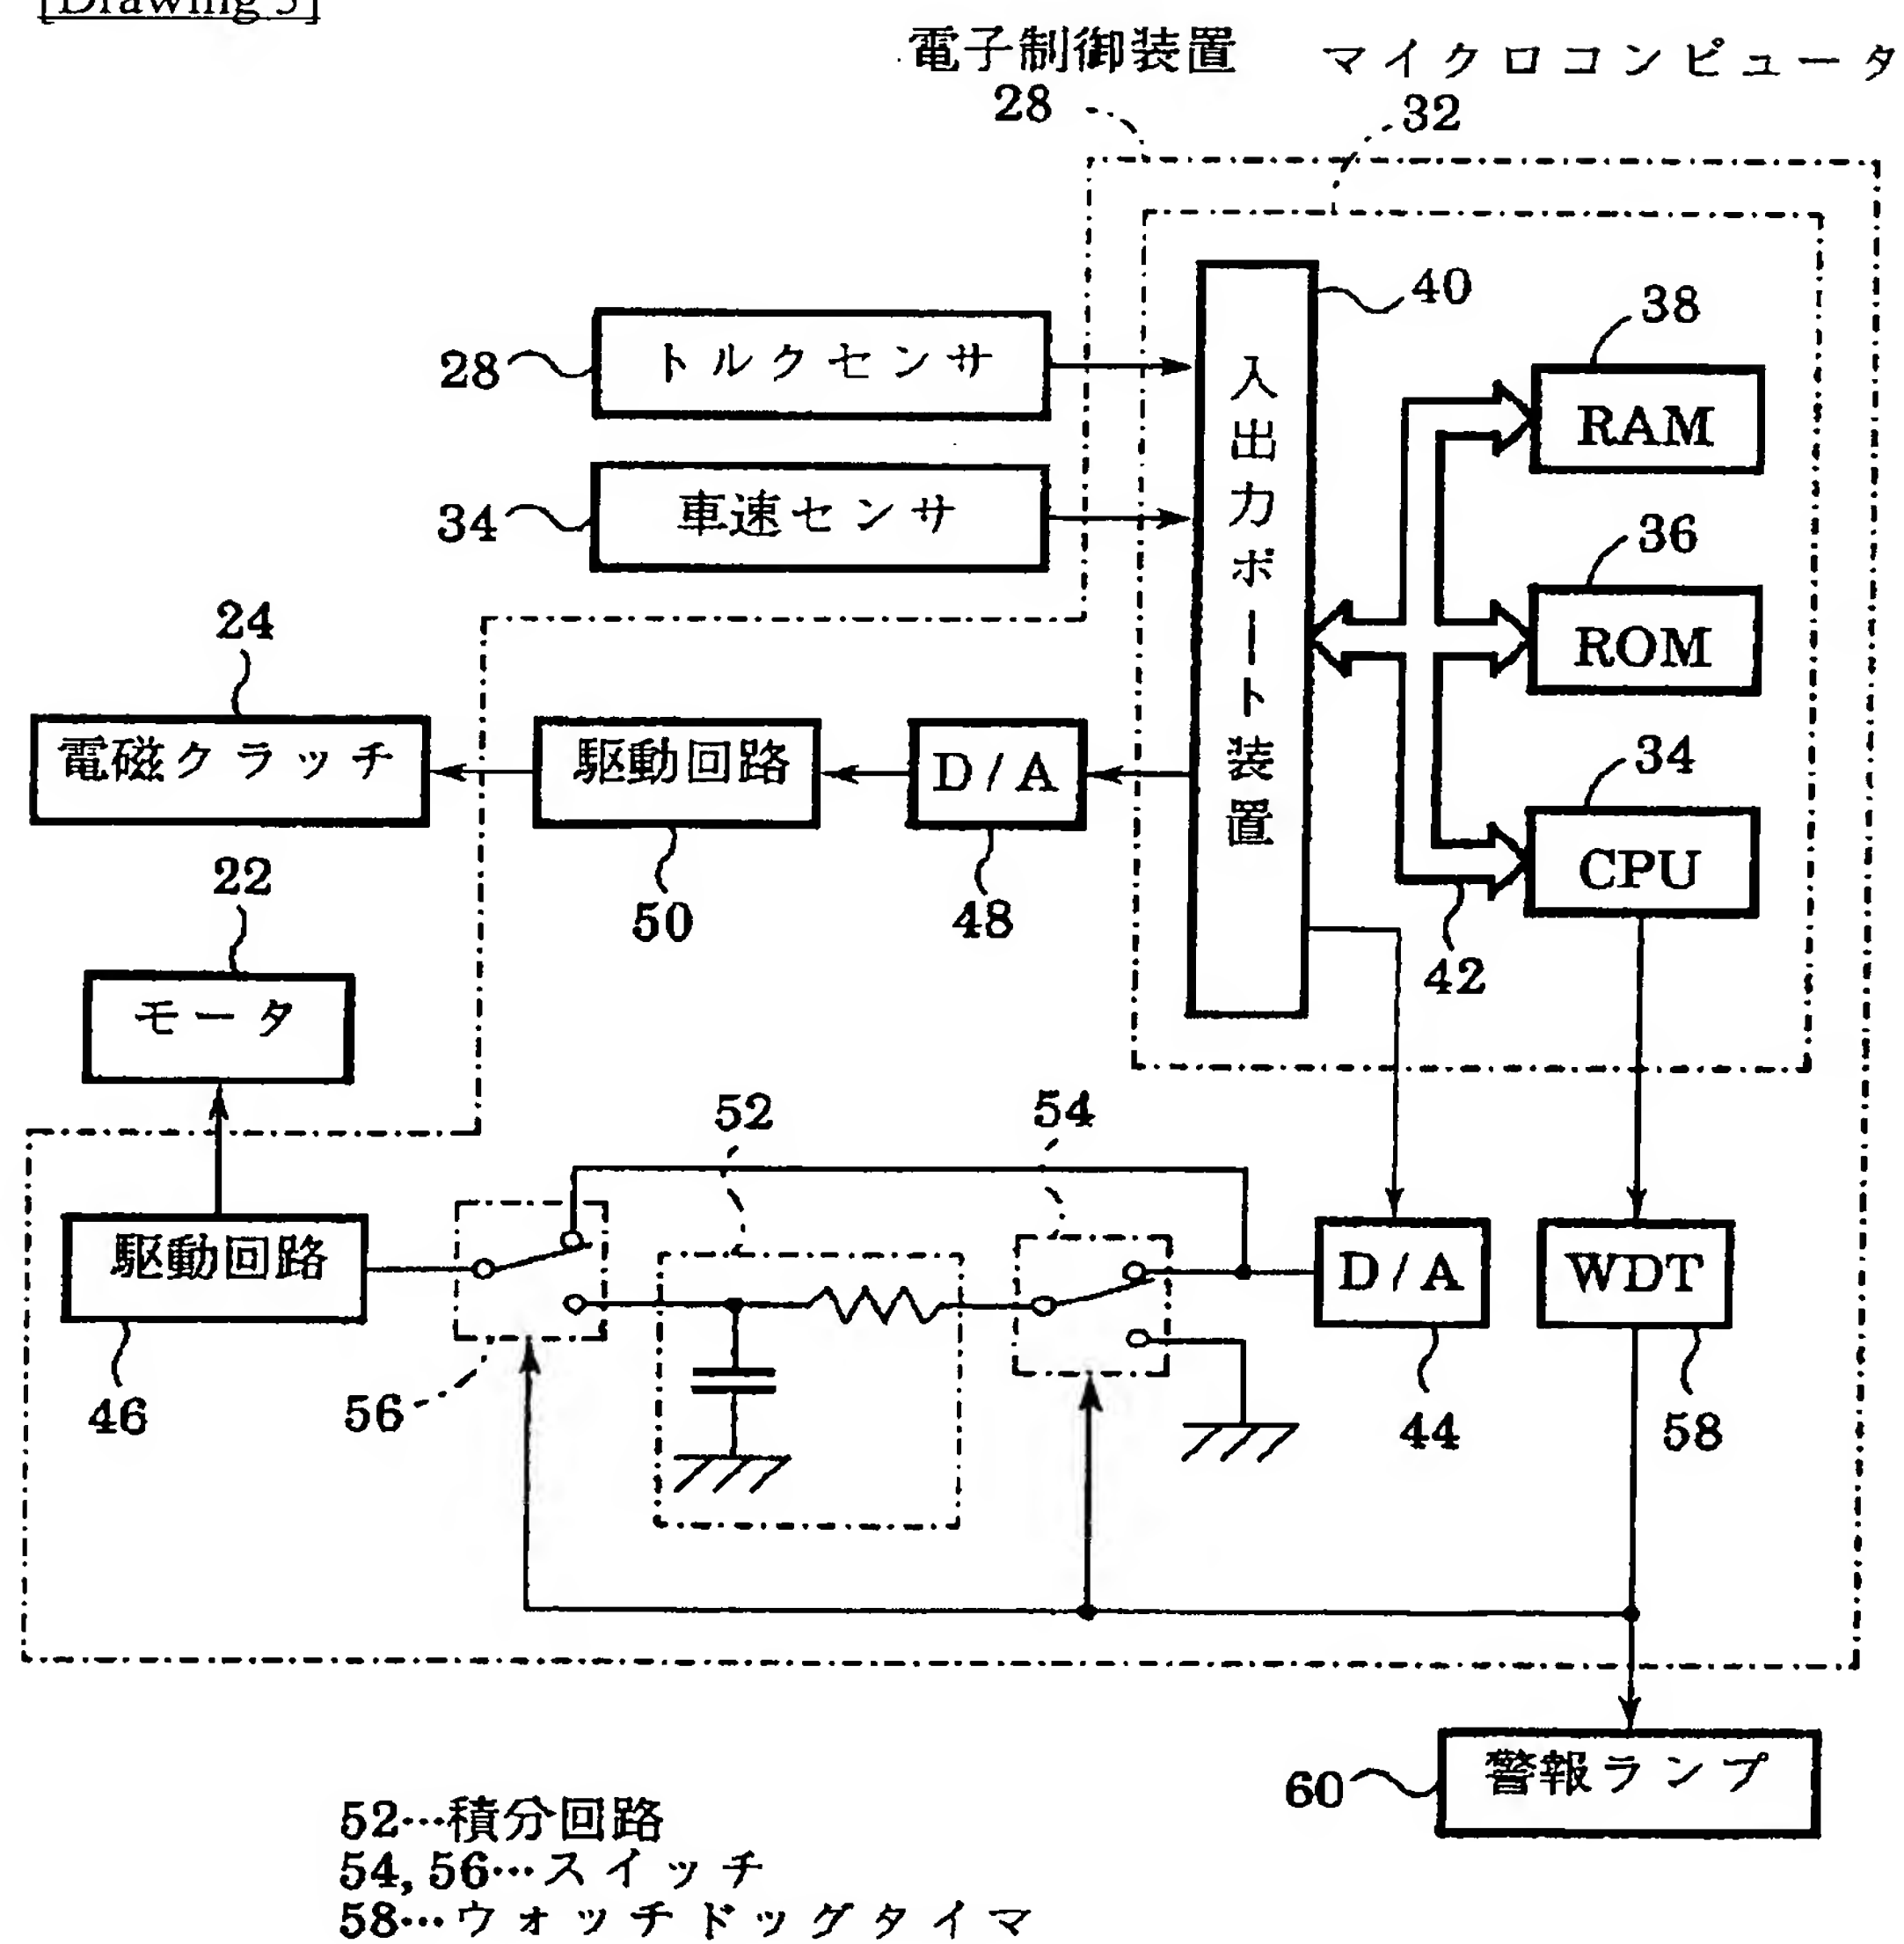 [Drawing 3]
電子制御装置 マイクロコンピュータ
28 32
40
38
28 トルクセンサ
RAM
34 車速センサ
36
ROM
入出力ポート装置
24
電磁クラッチ
駆動回路
D/A
34
CPU
22
50
48
42
モータ
52
54
駆動回路
D/A
WDT
46
56
44
58
60 警報ランプ
52…積分回路
54,56…スイッチ
58…ウォッチドッグタイマ